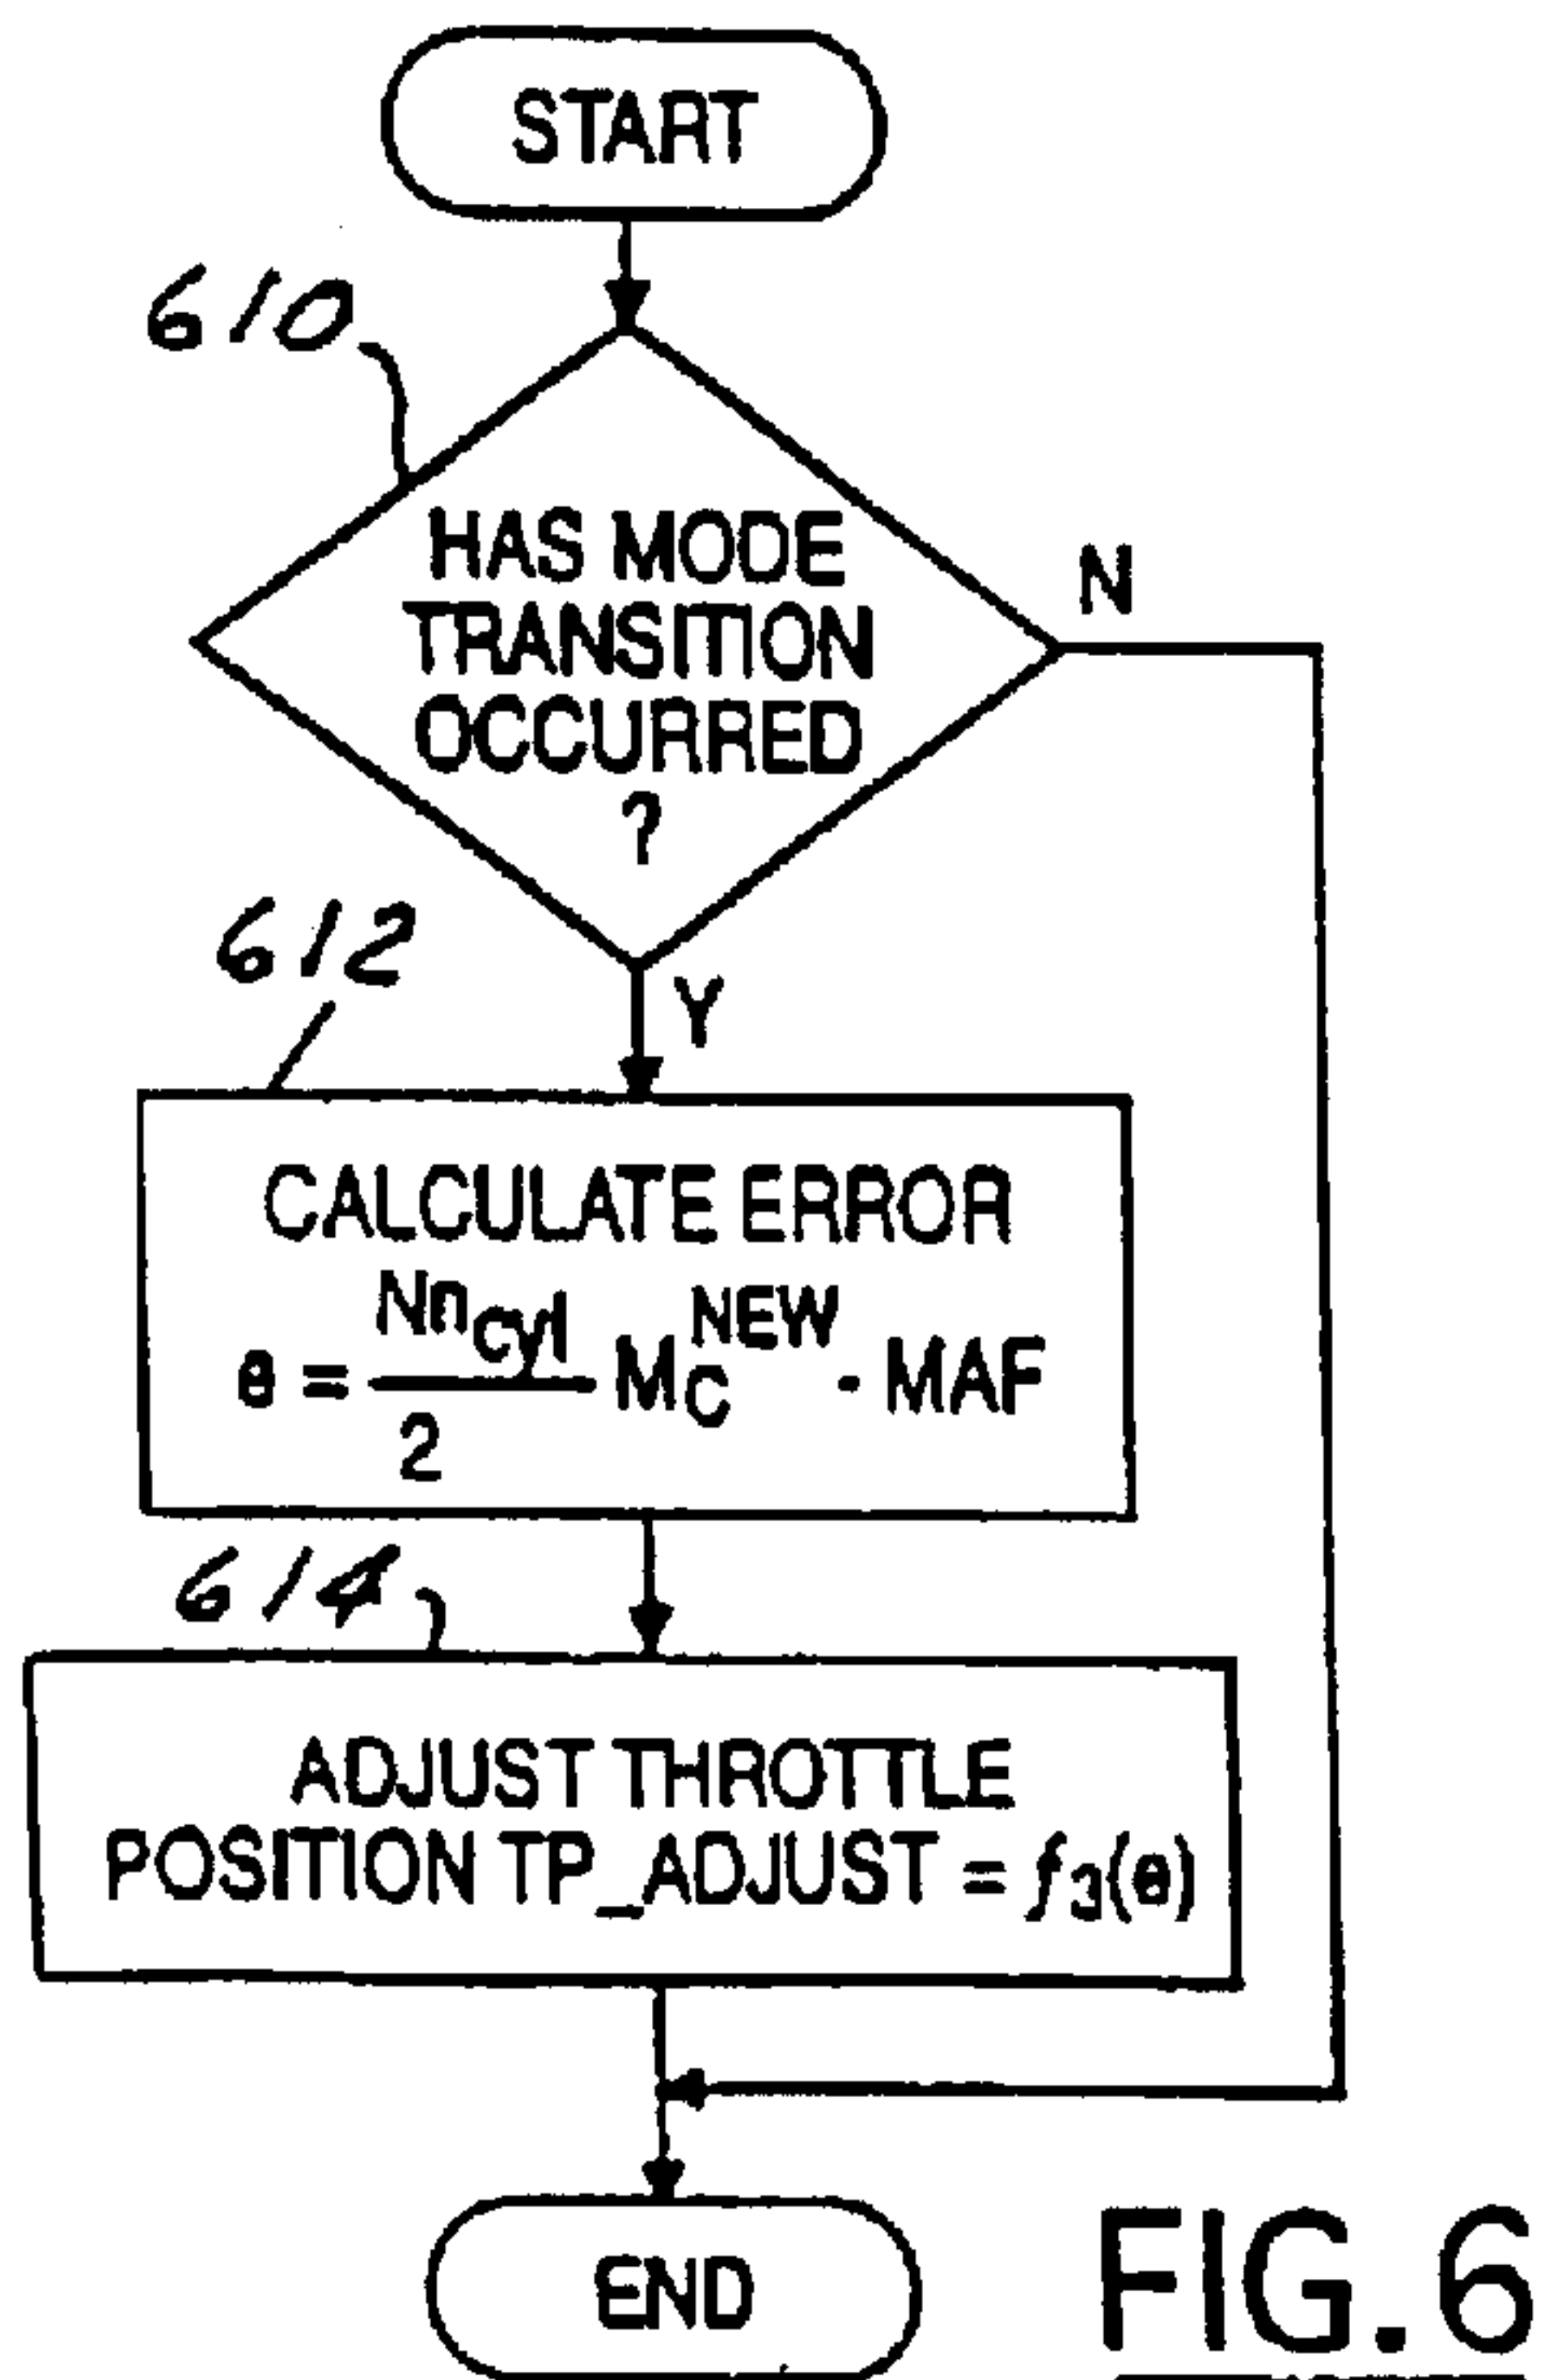 START
610
HAS MODE
TRANSITION
OCCURRED
?
N
Y
612
CALCULATE ERROR
e = Nn_cyl / 2 M_C^NEW · MAF
614
ADJUST THROTTLE
POSITION TP_ADJUST = f3(e)
END
FIG.6